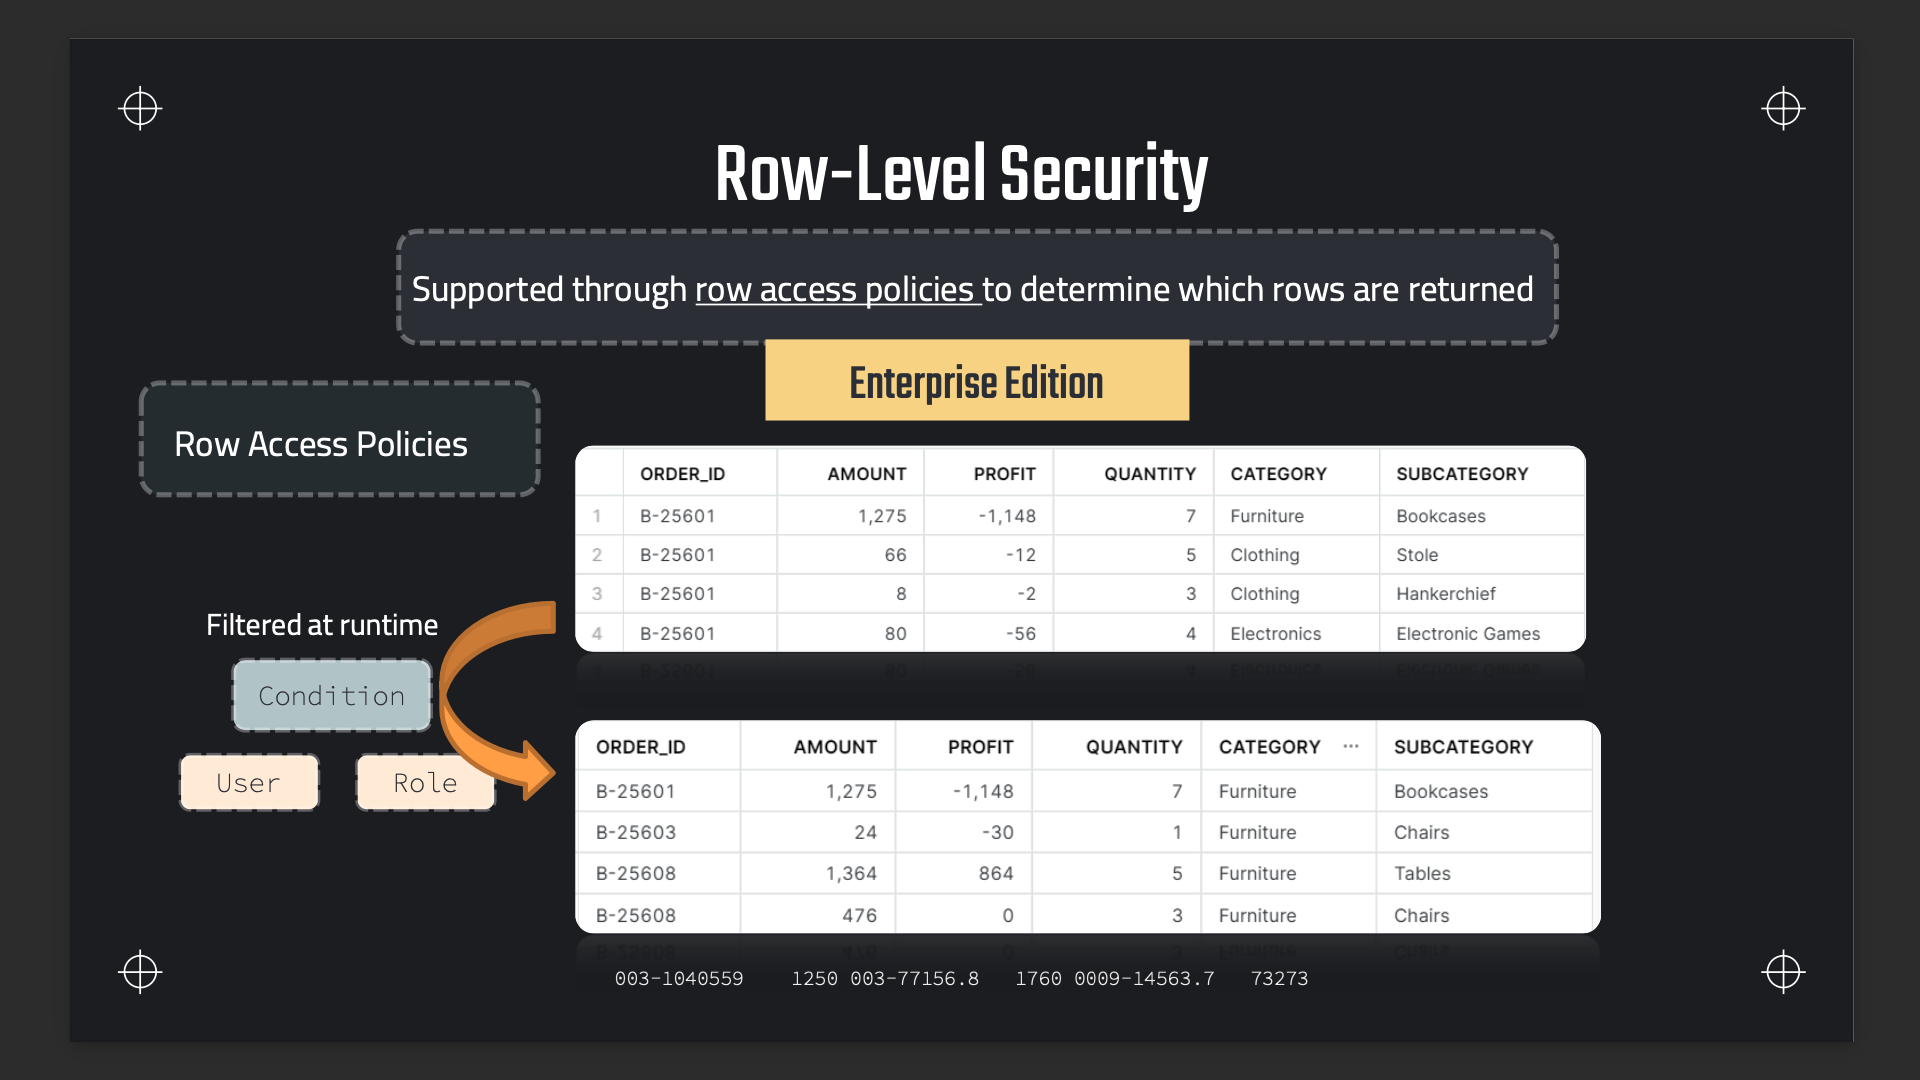 Row-Level Security
Supported through row access policies to determine which rows are returned
Enterprise Edition
Row Access Policies
ORDER_ID AMOUNT PROFIT QUANTITY CATEGORY SUBCATEGORY
1 B-25601 1,275 -1,148 7 Furniture Bookcases
2 B-25601 66 -12 5 Clothing Stole
3 B-25601 8 -2 3 Clothing Hankerchief
4 B-25601 80 -56 4 Electronics Electronic Games
Filtered at runtime
Condition
User Role
ORDER_ID AMOUNT PROFIT QUANTITY CATEGORY ... SUBCATEGORY
B-25601 1,275 -1,148 7 Furniture Bookcases
B-25603 24 -30 1 Furniture Chairs
B-25608 1,364 864 5 Furniture Tables
B-25608 476 0 3 Furniture Chairs
003-1040559 1250 003-77156.8 1760 0009-14563.7 73273